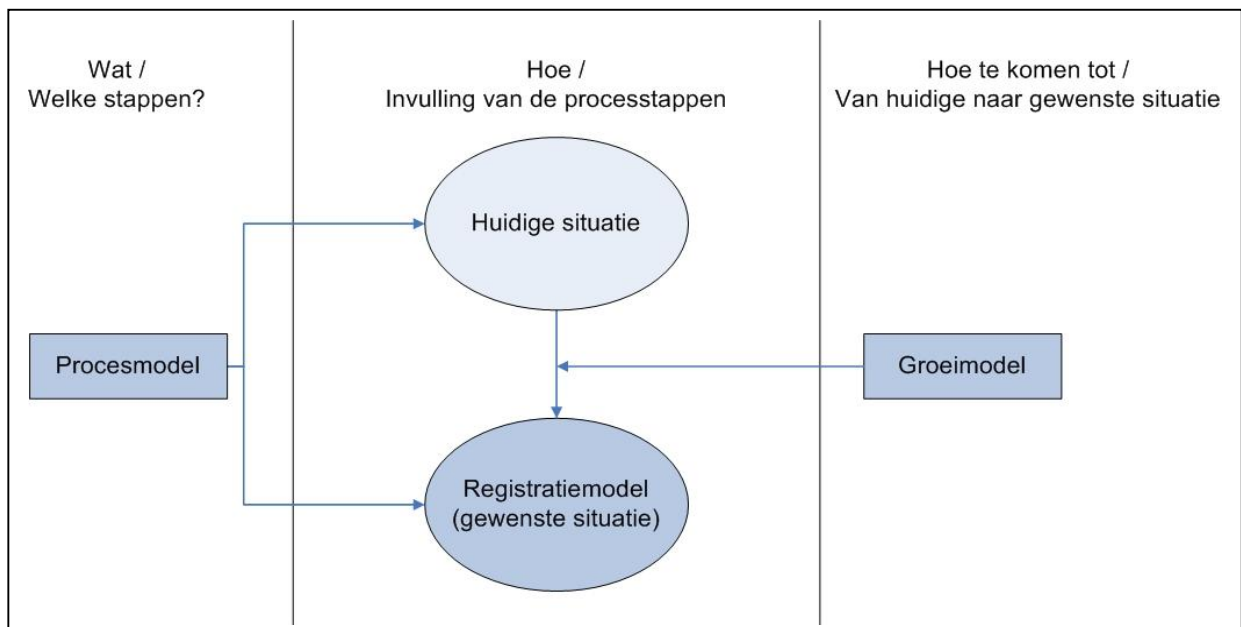 Wat /
Welke stappen?
Hoe /
Invulling van de processtappen
Hoe te komen tot /
Van huidige naar gewenste situatie
Huidige situatie
Procesmodel
Groeimodel
Registratiemodel
(gewenste situatie)